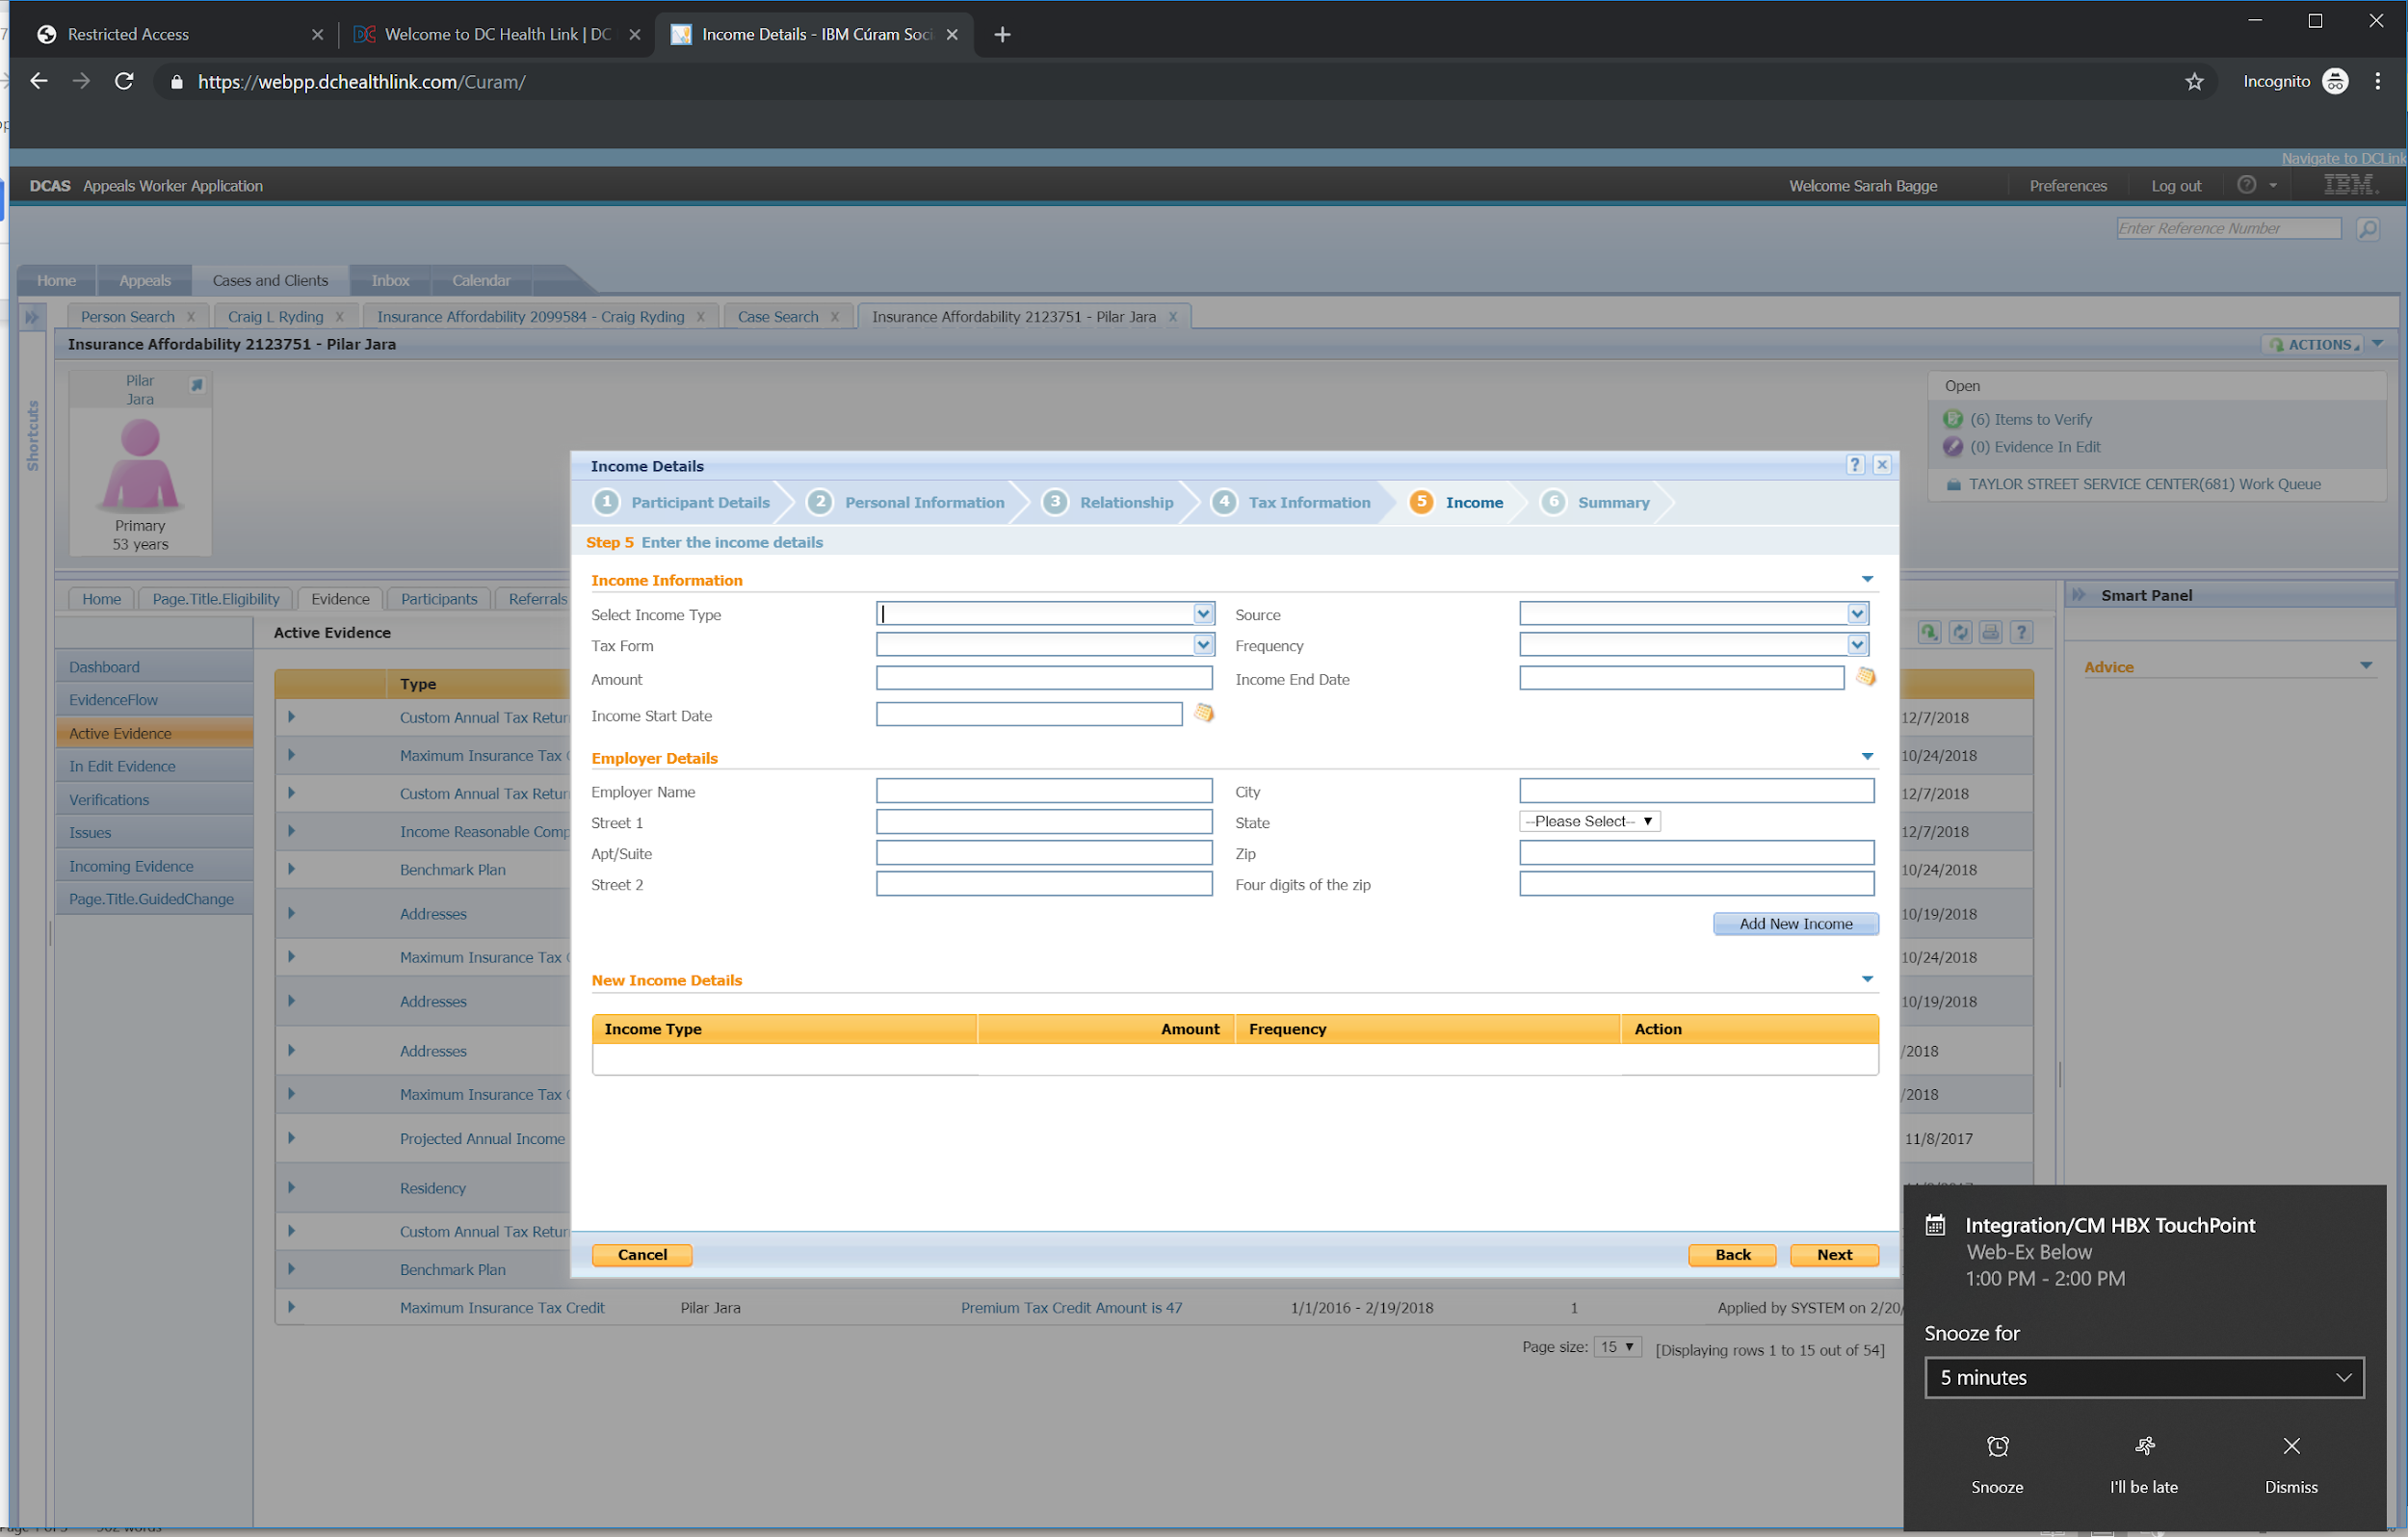 Restricted Access
Welcome to DC Health Link | DC
Income Details - IBM Cúram Soci
https://webpp.dchealthlink.com/Curam/
Incognito
Navigate to DCLink
DCAS Appeals Worker Application
Welcome Sarah Bagge
Preferences
Log out
IBM.
Enter Reference Number
Home
Appeals
Cases and Clients
Inbox
Calendar
Person Search x
Craig L Ryding x
Insurance Affordability 2099584 - Craig Ryding x
Case Search x
Insurance Affordability 2123751 - Pilar Jara x
Insurance Affordability 2123751 - Pilar Jara
ACTIONS
Shortcuts
Pilar
Jara
Primary
53 years
Open
(6) Items to Verify
(0) Evidence In Edit
TAYLOR STREET SERVICE CENTER(681) Work Queue
Home
Page.Title.Eligibility
Evidence
Participants
Referrals
Smart Panel
Advice
Dashboard
EvidenceFlow
Active Evidence
In Edit Evidence
Verifications
Issues
Incoming Evidence
Page.Title.GuidedChange
Active Evidence
Type
Custom Annual Tax Retur
12/7/2018
Maximum Insurance Tax
10/24/2018
Custom Annual Tax Retur
12/7/2018
Income Reasonable Comp
12/7/2018
Benchmark Plan
10/24/2018
Addresses
10/19/2018
Maximum Insurance Tax
10/24/2018
Addresses
10/19/2018
Addresses
/2018
Maximum Insurance Tax
/2018
Projected Annual Income
11/8/2017
Residency
Custom Annual Tax Retur
Benchmark Plan
Maximum Insurance Tax Credit Pilar Jara Premium Tax Credit Amount is 47 1/1/2016 - 2/19/2018 1 Applied by SYSTEM on 2/20/
Page size: 15 [Displaying rows 1 to 15 out of 54]
Income Details
1 Participant Details
2 Personal Information
3 Relationship
4 Tax Information
5 Income
6 Summary
Step 5 Enter the income details
Income Information
Select Income Type
Source
Tax Form
Frequency
Amount
Income End Date
Income Start Date
Employer Details
Employer Name
City
Street 1
State --Please Select--
Apt/Suite
Zip
Street 2
Four digits of the zip
Add New Income
New Income Details
Income Type Amount Frequency Action
Cancel
Back
Next
Integration/CM HBX TouchPoint
Web-Ex Below
1:00 PM - 2:00 PM
Snooze for
5 minutes
Snooze
I'll be late
Dismiss